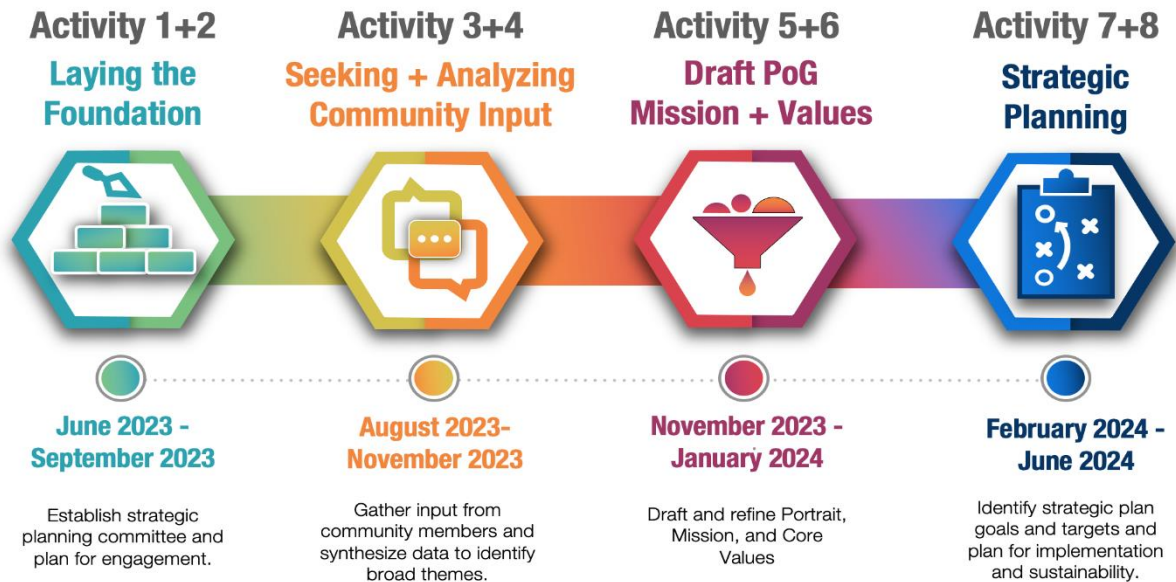 Activity 1+2
Laying the
Foundation
June 2023 -
September 2023
Establish strategic
planning committee and
plan for engagement.
Activity 3+4
Seeking + Analyzing
Community Input
August 2023-
November 2023
Gather input from
community members and
synthesize data to identify
broad themes.
Activity 5+6
Draft PoG
Mission + Values
November 2023 -
January 2024
Draft and refine Portrait,
Mission, and Core
Values
Activity 7+8
Strategic
Planning
February 2024 -
June 2024
Identify strategic plan
goals and targets and
plan for implementation
and sustainability.